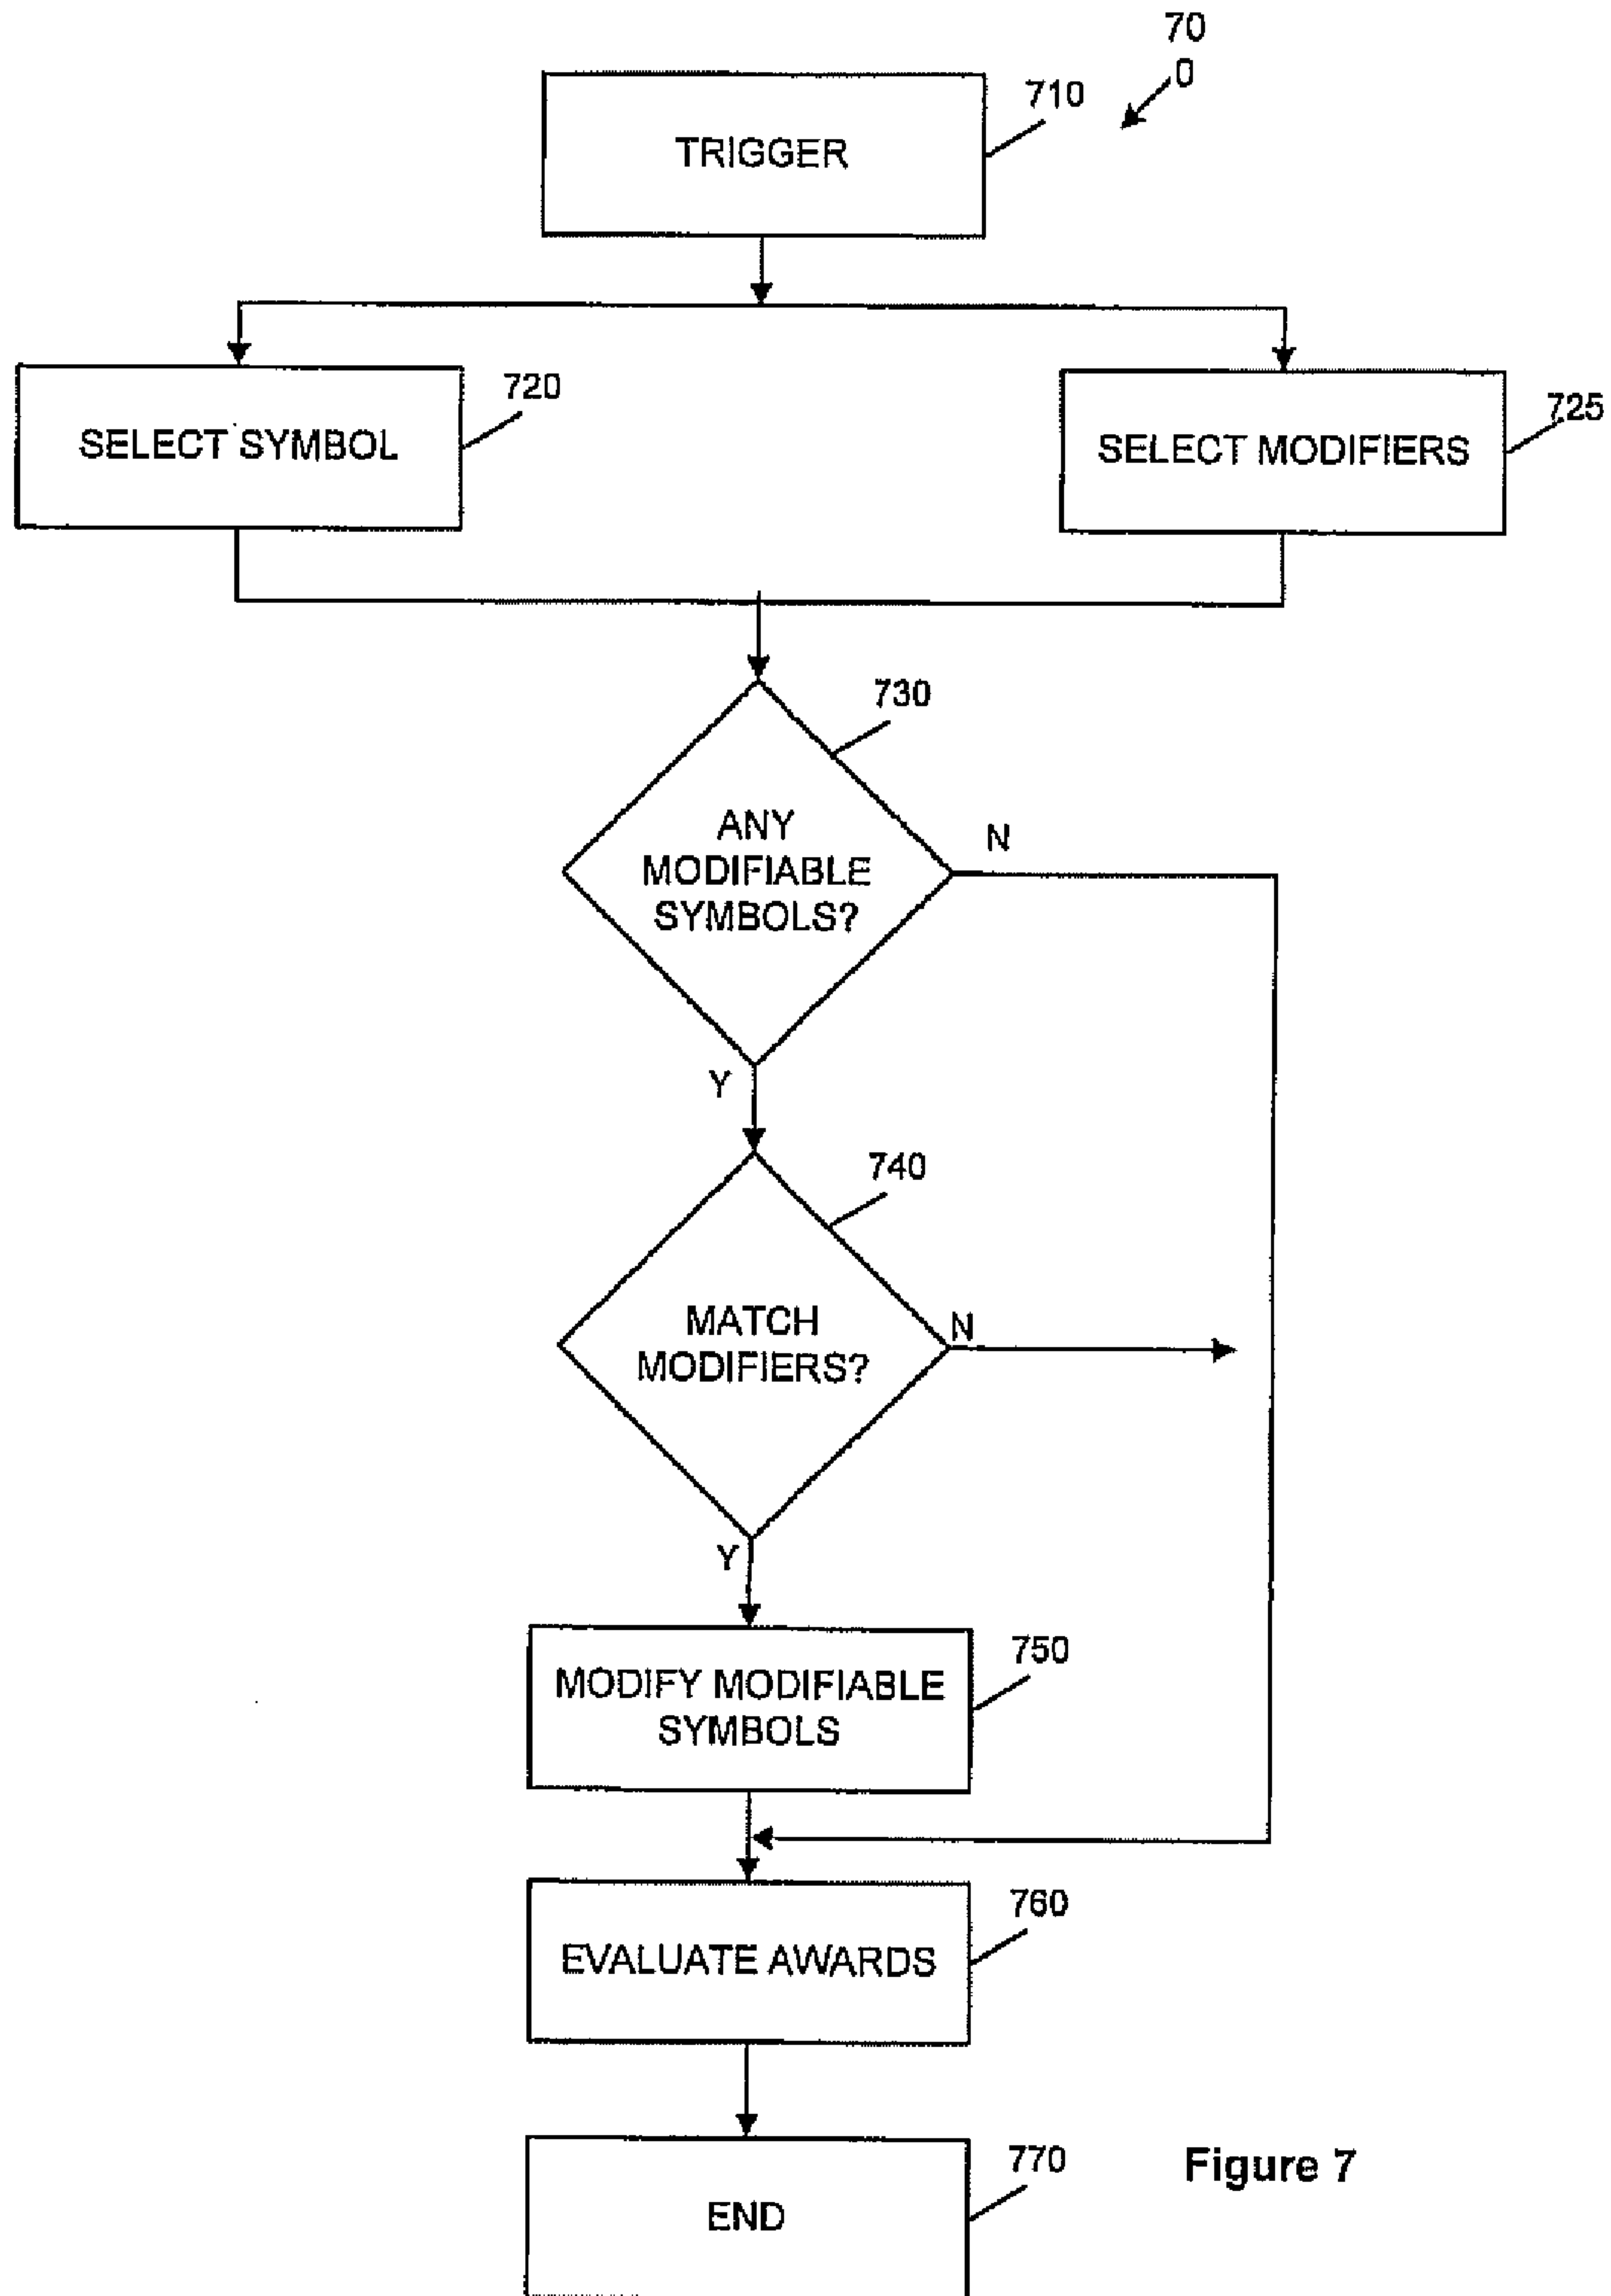 70
0
710
TRIGGER
720
SELECT SYMBOL
725
SELECT MODIFIERS
730
ANY
MODIFIABLE
SYMBOLS?
N
Y
740
MATCH
MODIFIERS?
N
Y
750
MODIFY MODIFIABLE
SYMBOLS
760
EVALUATE AWARDS
770
END
Figure 7